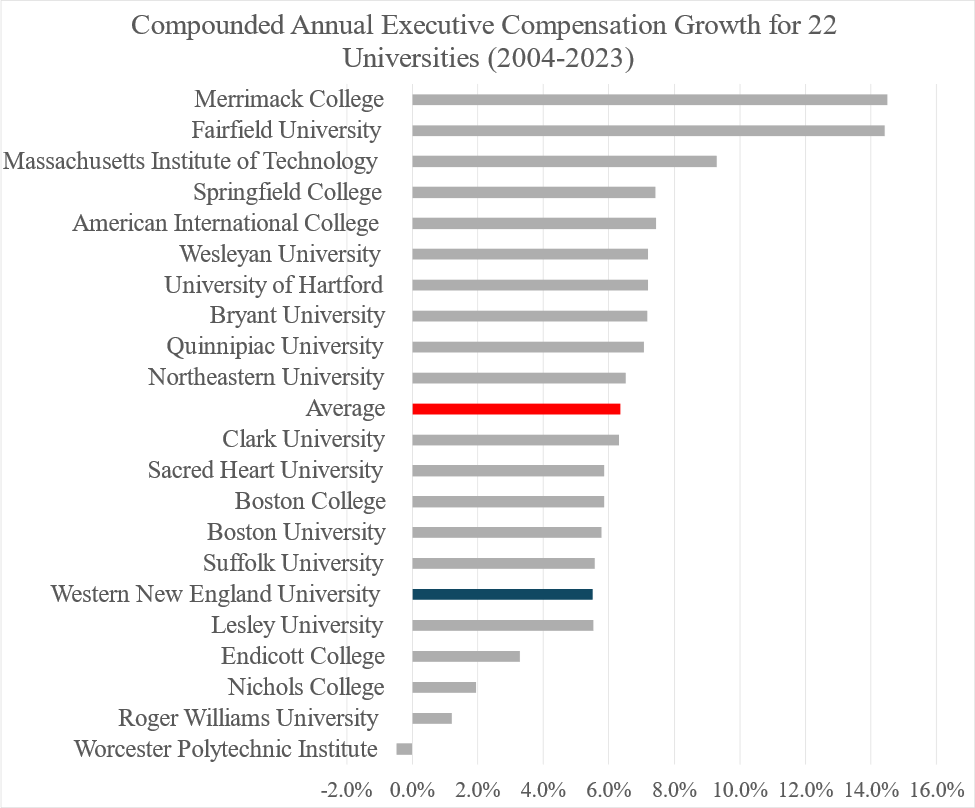 Compounded Annual Executive Compensation Growth for 22
Universities (2004-2023)
Merrimack College
Fairfield University
Massachusetts Institute of Technology
Springfield College
American International College
Wesleyan University
University of Hartford
Bryant University
Quinnipiac University
Northeastern University
Average
Clark University
Sacred Heart University
Boston College
Boston University
Suffolk University
Western New England University
Lesley University
Endicott College
Nichols College
Roger Williams University
Worcester Polytechnic Institute
-2.0% 0.0% 2.0% 4.0% 6.0% 8.0% 10.0% 12.0% 14.0% 16.0%